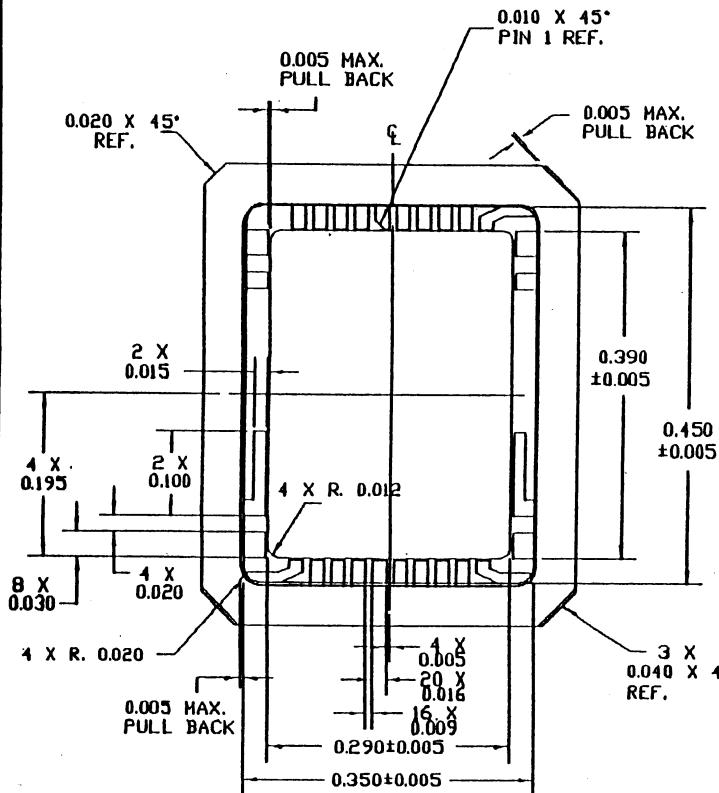 0.010 X 45°
PIN 1 REF.
0.005 MAX.
PULL BACK
0.020 X 45°
REF.
℄
0.005 MAX.
PULL BACK
2 X
0.015
0.390
±0.005
0.450
±0.005
4 X
0.195
2 X
0.100
4 X R. 0.012
8 X
0.030
4 X
0.020
4 X R. 0.020
4 X
0.005
20 X
0.016
16 X
0.009
3 X
0.040 X 4
REF.
0.005 MAX.
PULL BACK
0.290±0.005
0.350±0.005